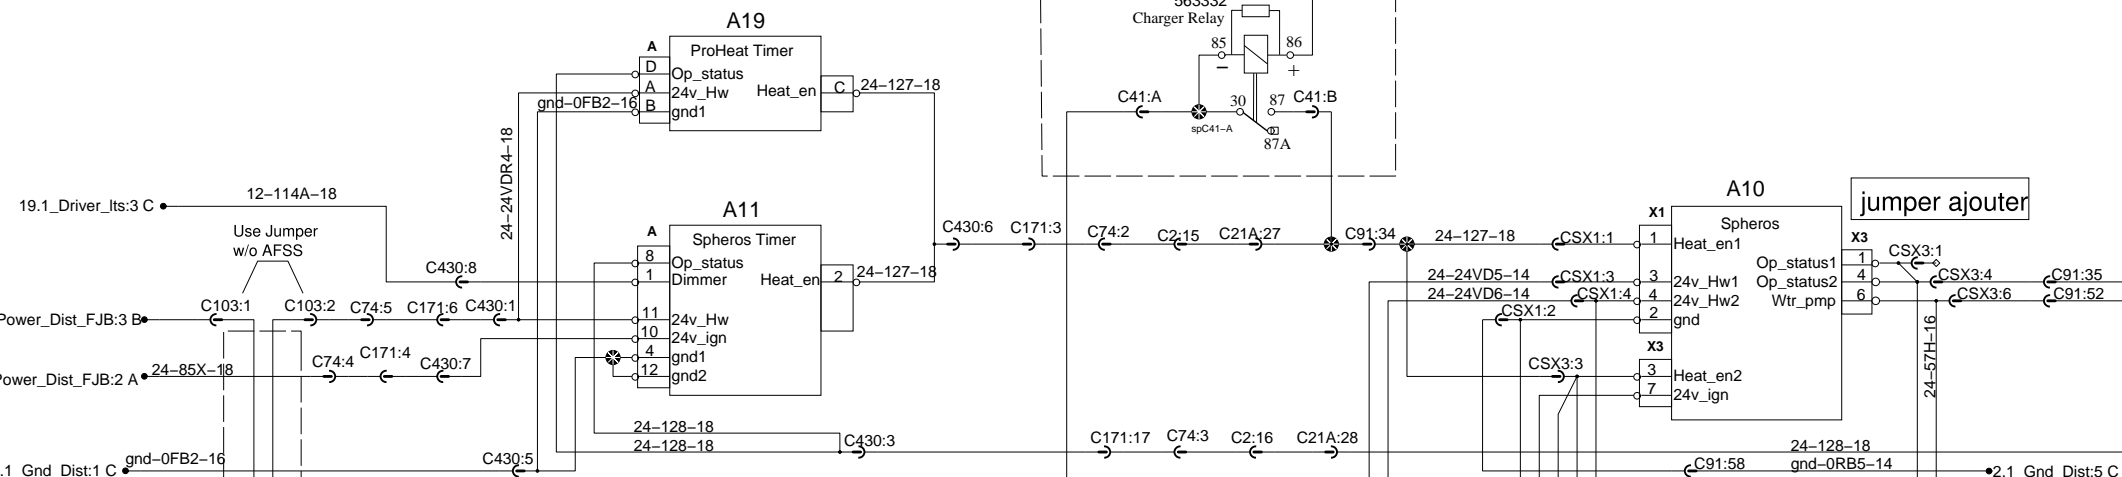 A19
A
ProHeat Timer
D
Op_status
A
24v_Hw
B
gnd1
gnd-0FB2-16
Heat_en
C
24-127-18
24-24VDR4-18
563332
Charger Relay
85
86
−
+
C41:A
30
87
C41:B
spC41-A
87A
19.1_Driver_lts:3 C
12-114A-18
Use Jumper
w/o AFSS
C430:8
A11
A
Spheros Timer
8
Op_status
1
Dimmer
Heat_en
2
24-127-18
11
24v_Hw
10
24v_ign
4
gnd1
12
gnd2
Power_Dist_FJB:3 B
C103:1
C103:2
C74:5
C171:6
C430:1
Power_Dist_FJB:2 A
24-85X-18
C74:4
C171:4
C430:7
C430:6
C171:3
C74:2
C2:15
C21A:27
C91:34
24-127-18
CSX1:1
24-24VD5-14
CSX1:3
24-24VD6-14
CSX1:4
CSX1:2
CSX3:3
A10
X1
Spheros
1
Heat_en1
3
24v_Hw1
4
24v_Hw2
2
gnd
X3
3
Heat_en2
7
24v_ign
X3
Op_status1
1
Op_status2
4
Wtr_pmp
6
jumper ajouter
CSX3:1
CSX3:4
C91:35
CSX3:6
C91:52
24-57H-16
24-128-18
24-128-18
C430:3
C171:17
C74:3
C2:16
C21A:28
24-128-18
.1_Gnd_Dist:1 C
gnd-0FB2-16
C430:5
C91:58
gnd-0RB5-14
2.1_Gnd_Dist:5 C